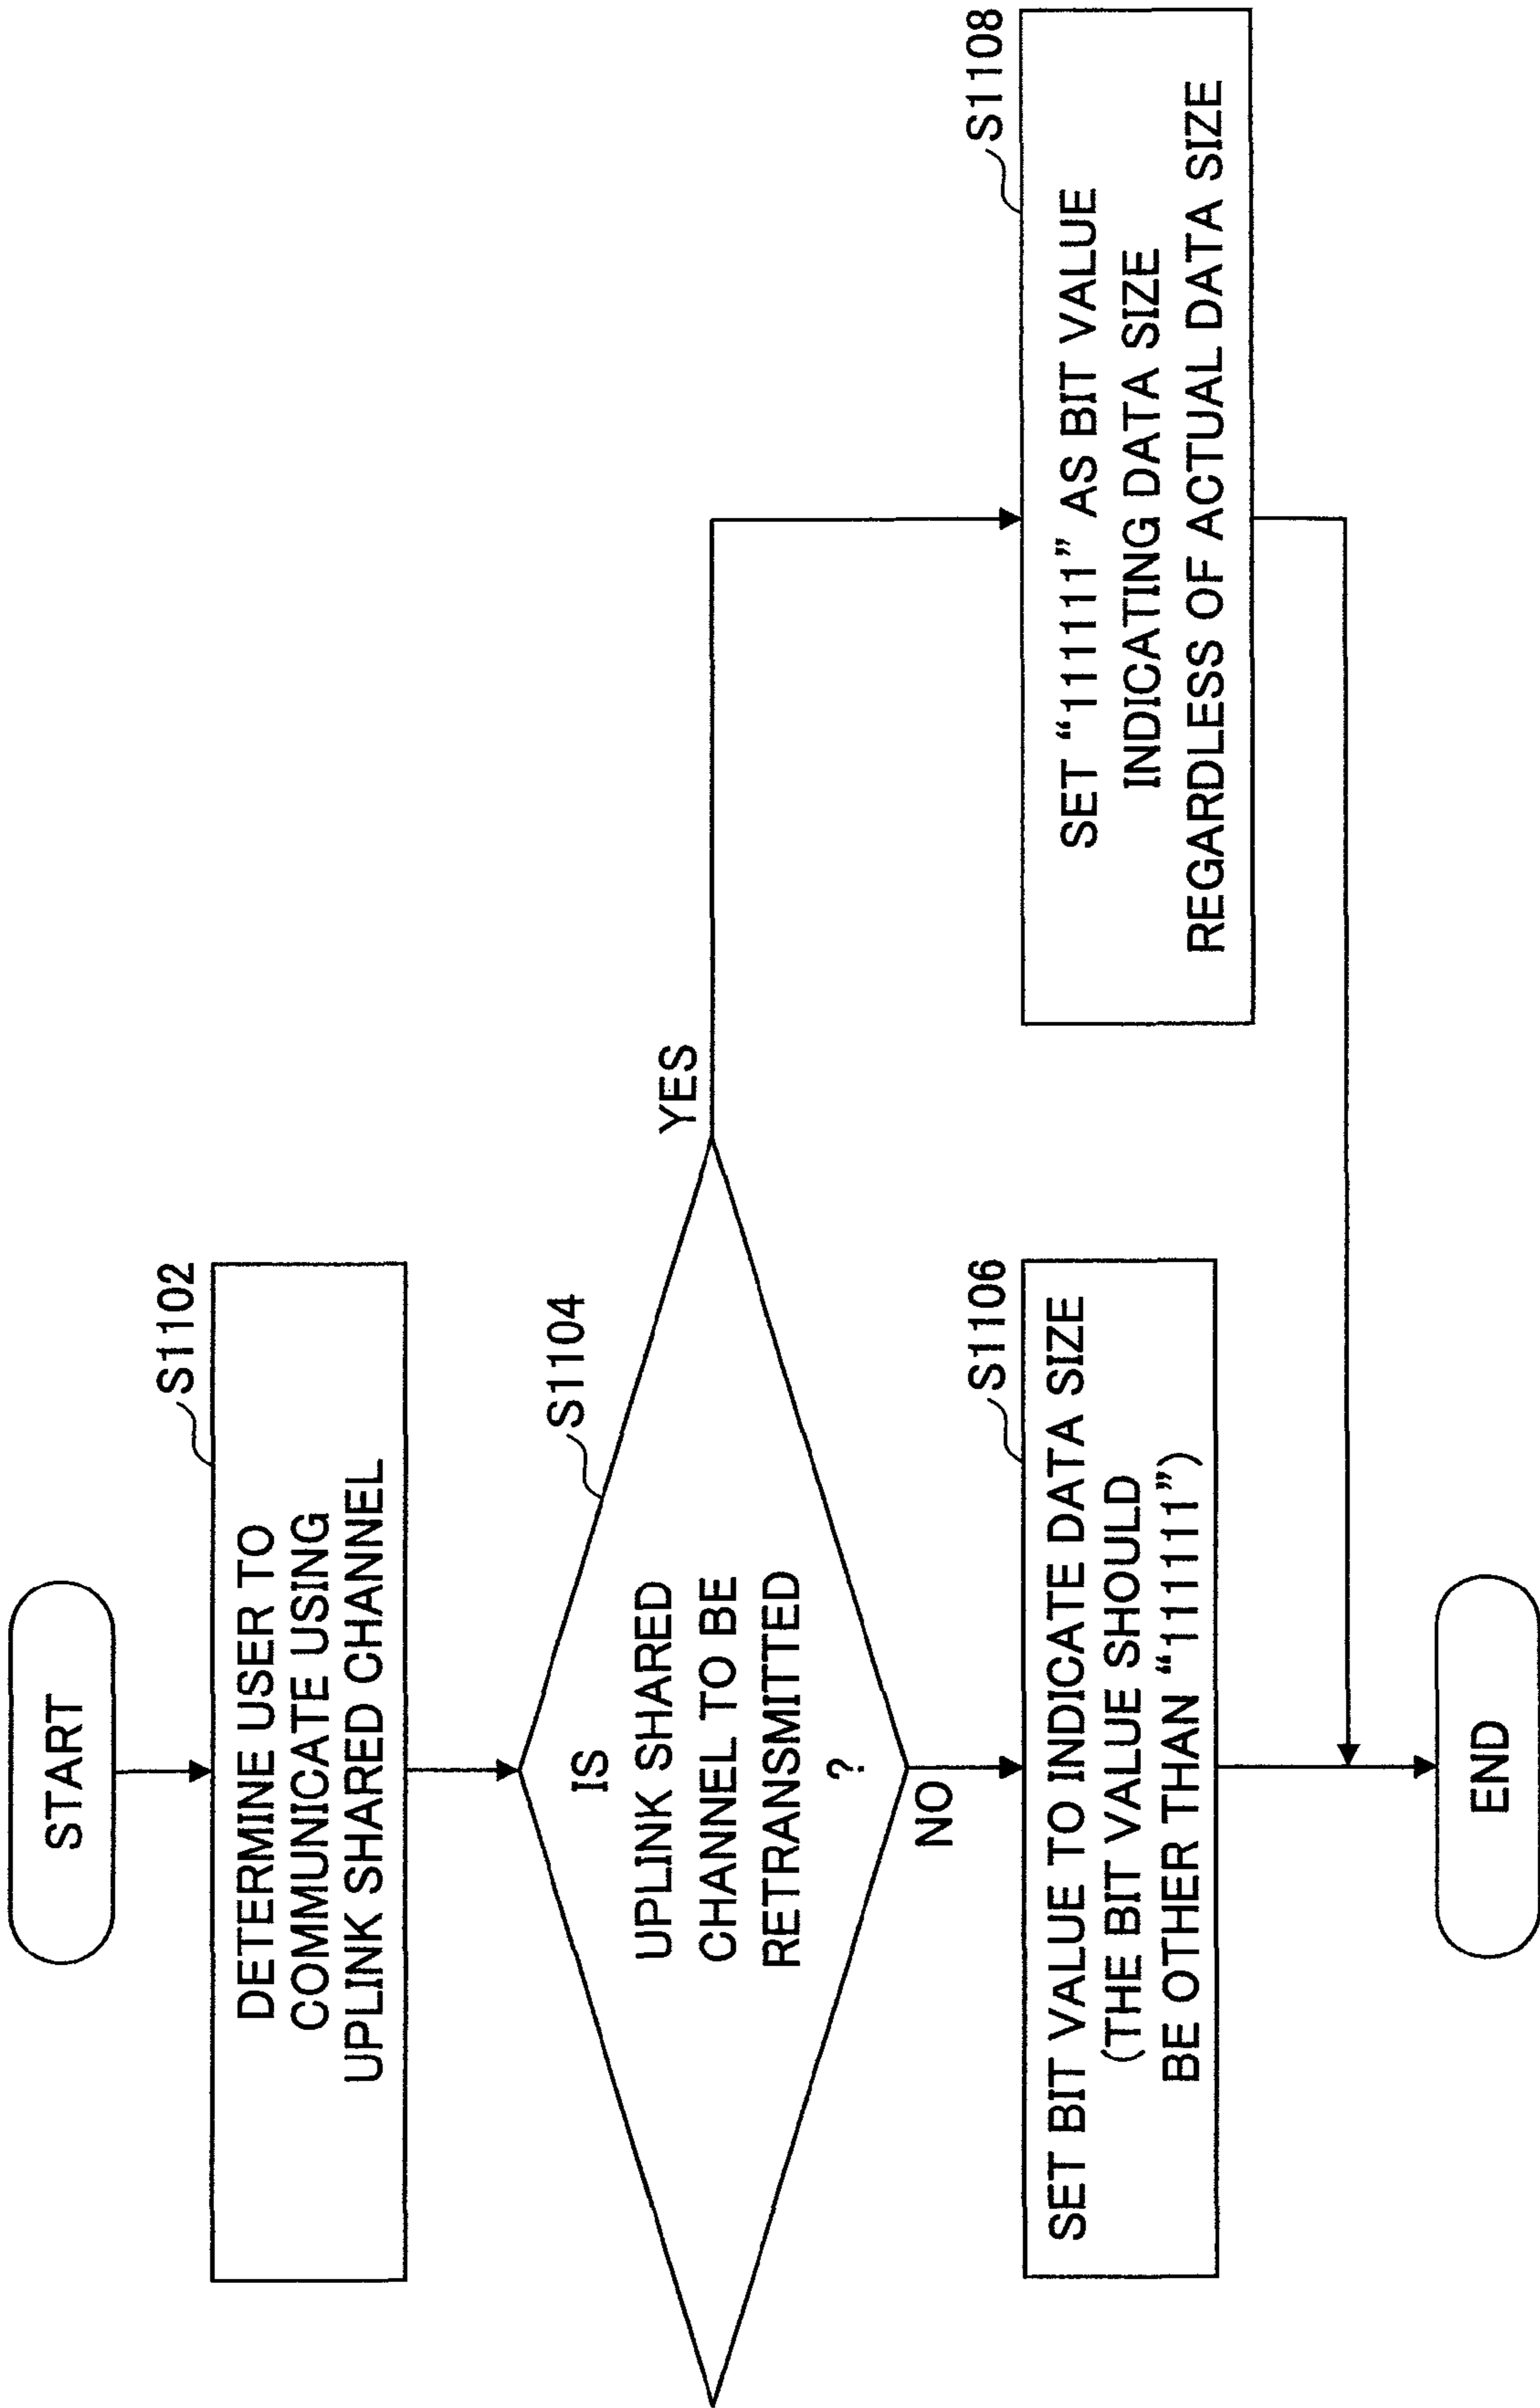 START
S1102
DETERMINE USER TO
COMMUNICATE USING
UPLINK SHARED CHANNEL
S1104
IS
UPLINK SHARED
CHANNEL TO BE
RETRANSMITTED
?
YES
NO
S1106
SET BIT VALUE TO INDICATE DATA SIZE
(THE BIT VALUE SHOULD
BE OTHER THAN “111111”)
S1108
SET “111111” AS BIT VALUE
INDICATING DATA SIZE
REGARDLESS OF ACTUAL DATA SIZE
END